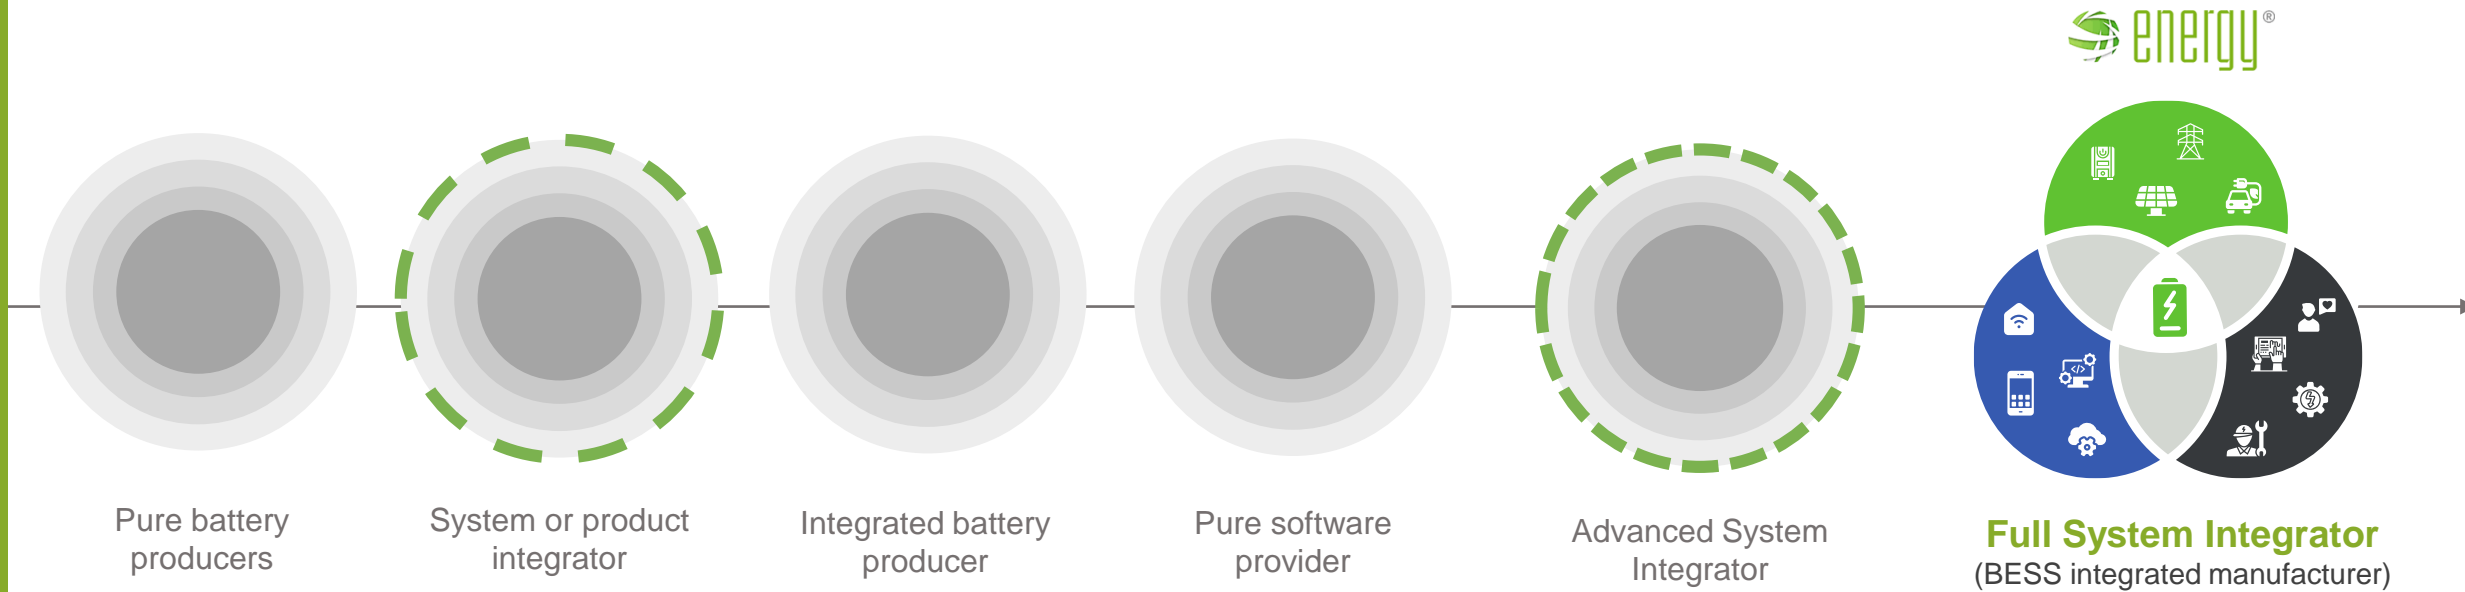 energy®
Pure battery
producers
System or product
integrator
Integrated battery
producer
Pure software
provider
Advanced System
Integrator
Full System Integrator
(BESS integrated manufacturer)